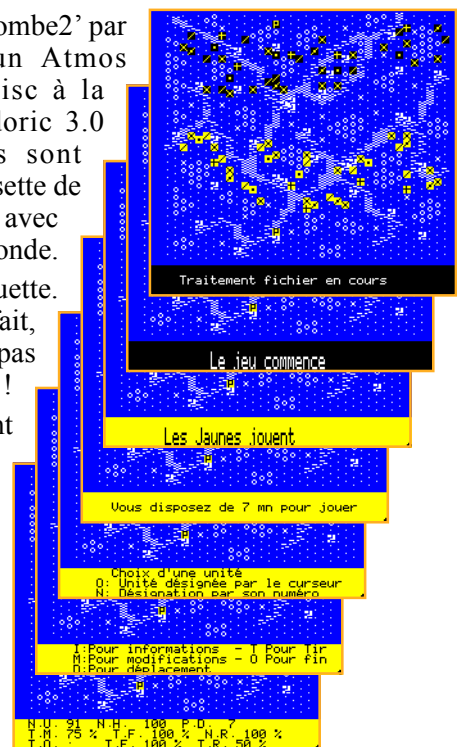 ombe2’ par
un Atmos
isc à la
doric 3.0
s sont
sette de
avec
onde.
uette.
fait,
pas
!
nt
Traitement fichier en cours
Le jeu commence
Les Jaunes jouent
Vous disposez de 7 mn pour jouer
Choix d'une unité
O: Unité désignée par le curseur
N: Désignation par son numéro
I:Pour informations - T Pour Tir
M:Pour modifications - O Pour fin
D:Pour déplacement
N.U. 91 N.H. 100 P.D. 7
T.M. 75 % T.F. 100 % N.R. 100 %
T.O. : T.F. 100 % T.R. 50 %